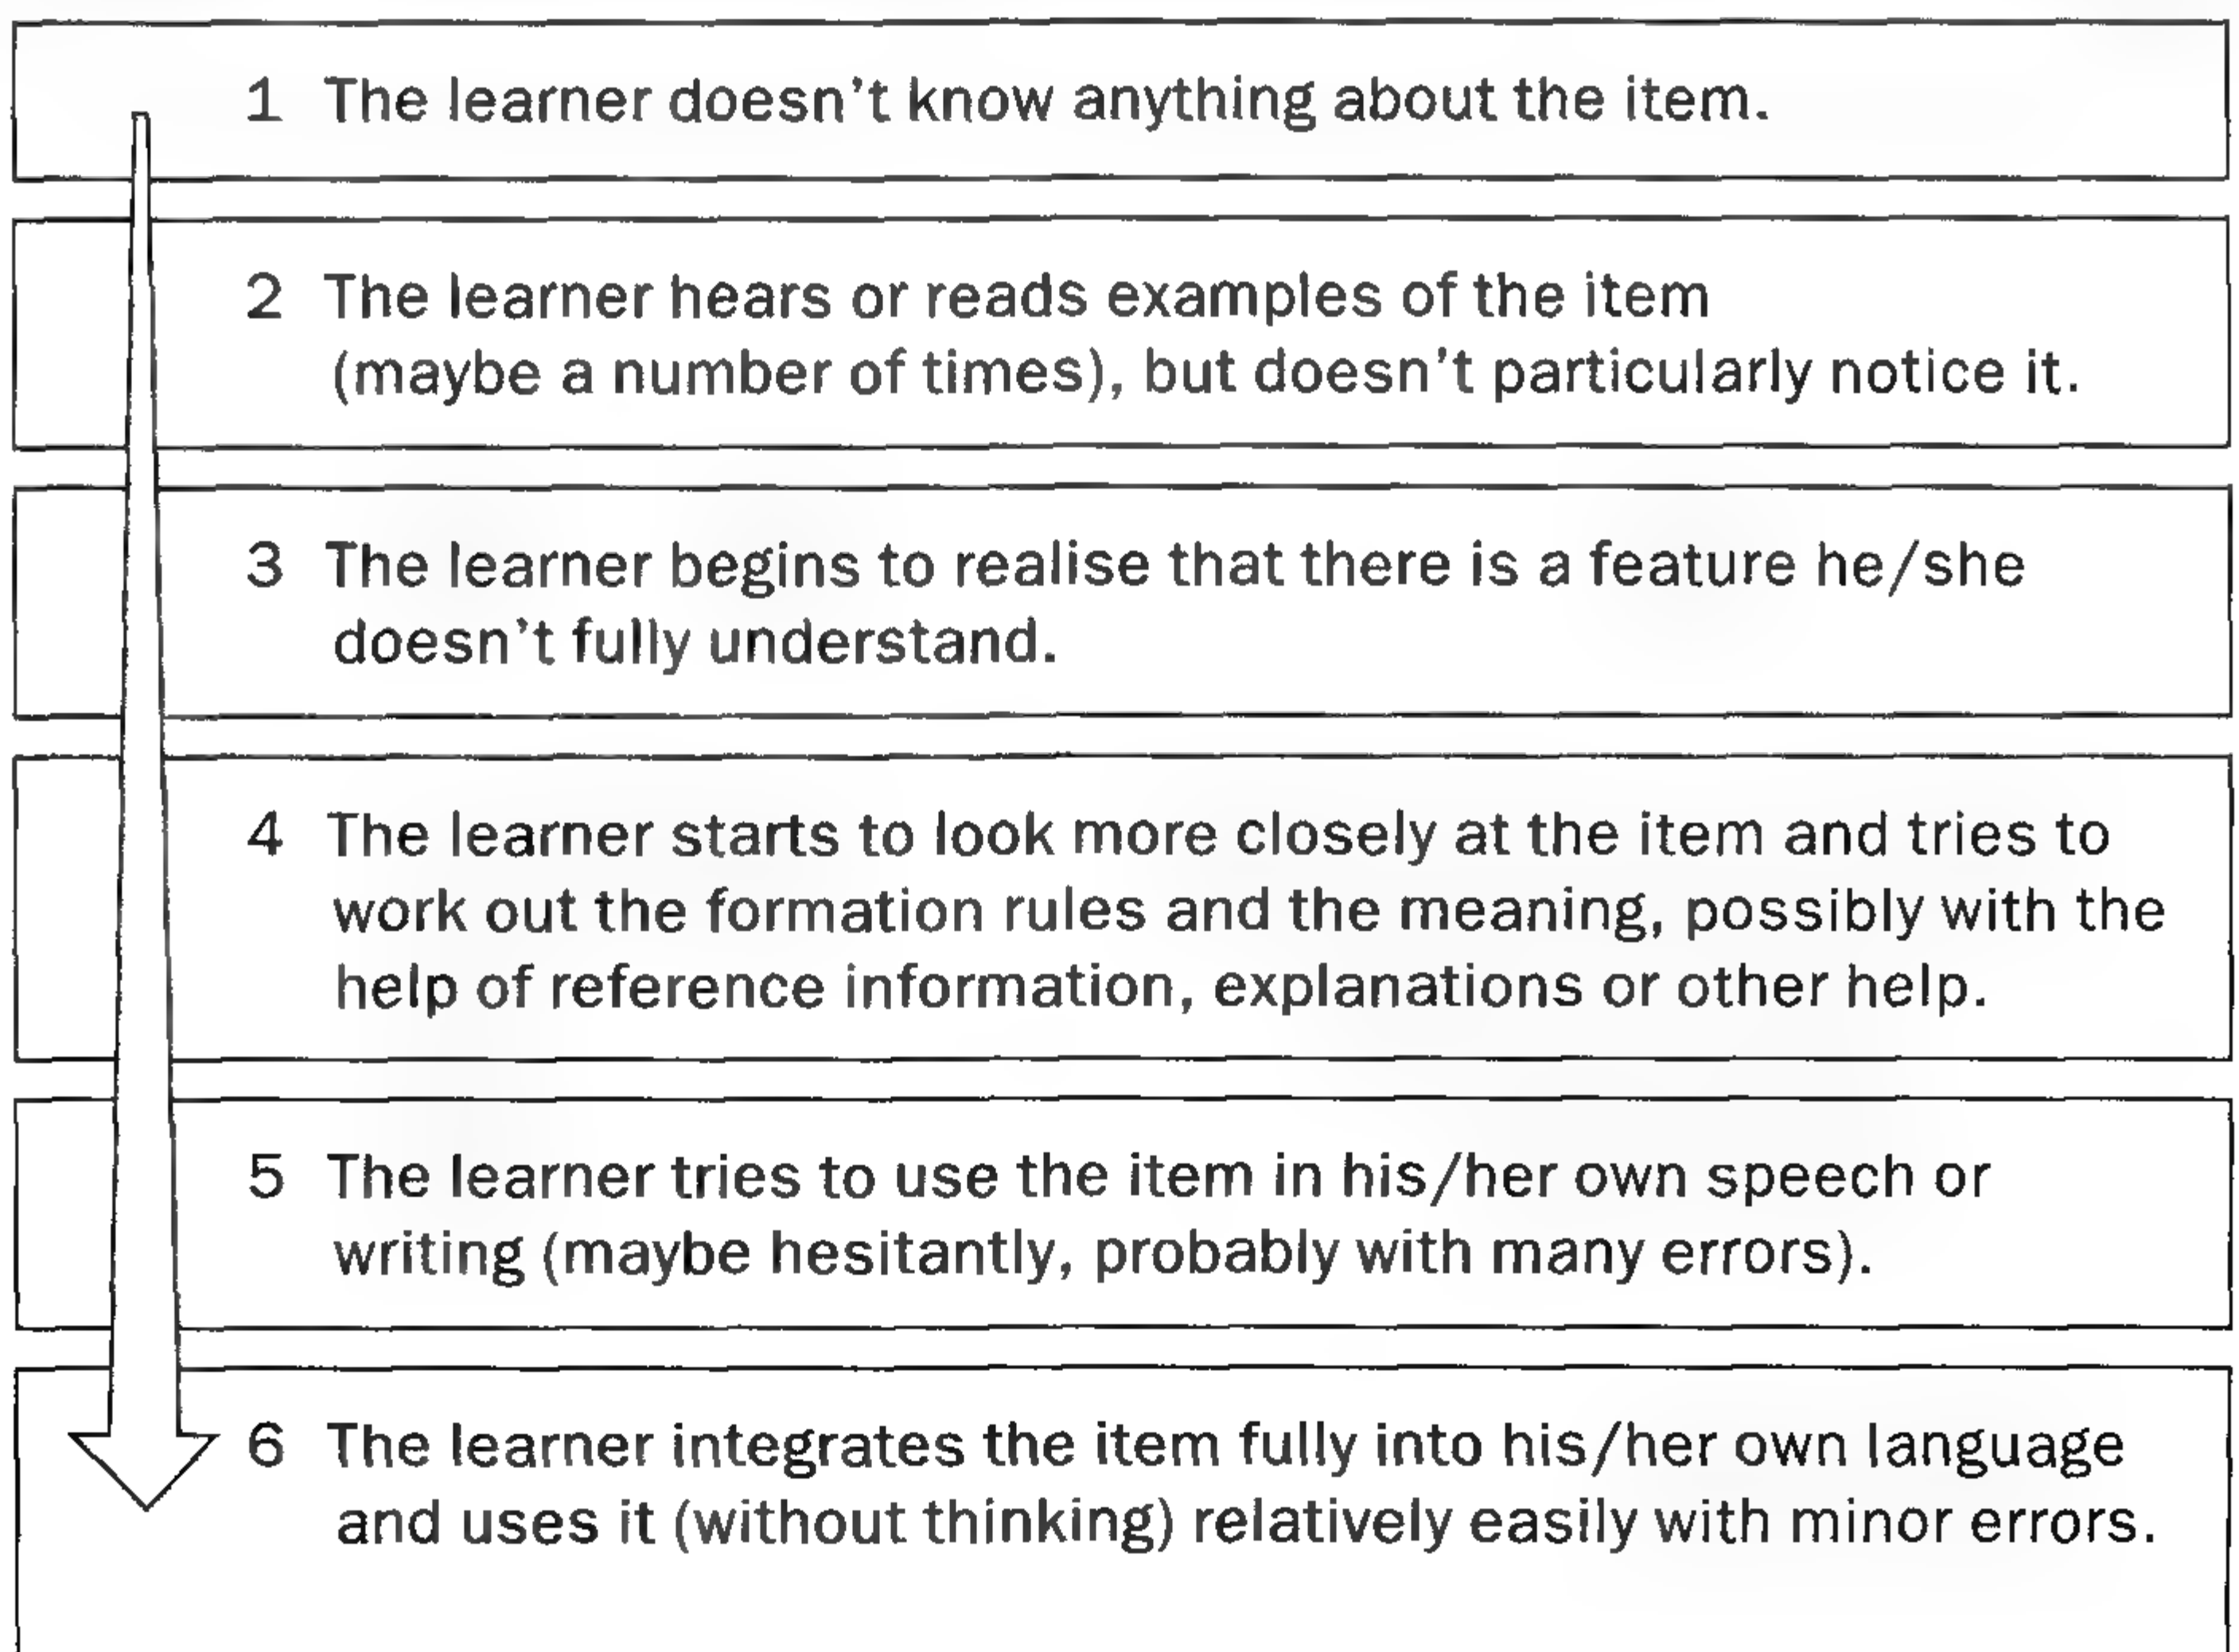 1 The learner doesn't know anything about the item.
2 The learner hears or reads examples of the item
(maybe a number of times), but doesn't particularly notice it.
3 The learner begins to realise that there is a feature he/she
doesn't fully understand.
4 The learner starts to look more closely at the item and tries to
work out the formation rules and the meaning, possibly with the
help of reference information, explanations or other help.
5 The learner tries to use the item in his/her own speech or
writing (maybe hesitantly, probably with many errors).
6 The learner integrates the item fully into his/her own language
and uses it (without thinking) relatively easily with minor errors.